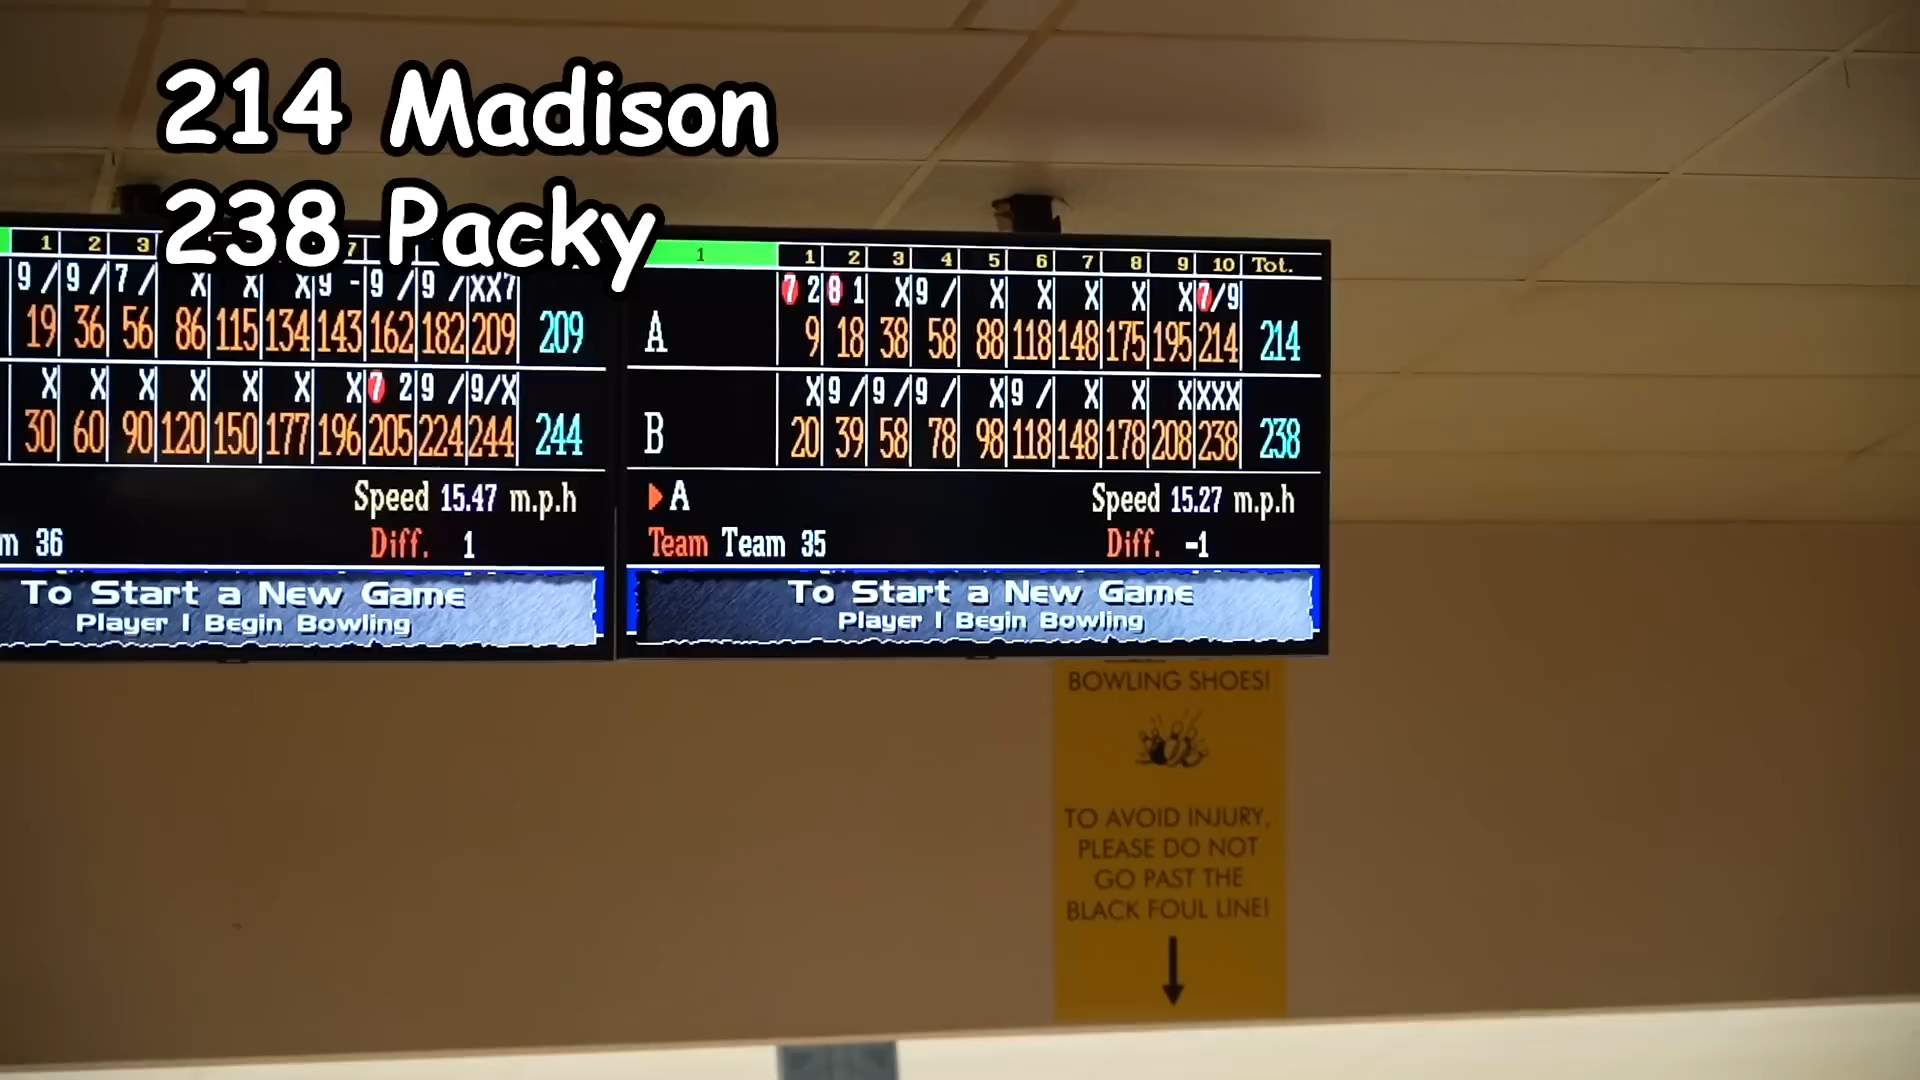 214 Madison
238 Packy
1 2 3 7
9 / 9 / 7 / X X X 9 - 9 / 9 / XX7
19 36 56 86 115 134 143 162 182 209 209
X X X X X X X 7 2 9 / 9/X
30 60 90 120 150 177 196 205 224 244 244
Speed 15.47 m.p.h
m 36 Diff. 1
To Start a New Game
Player 1 Begin Bowling
1 1 2 3 4 5 6 7 8 9 10 Tot.
7 2 8 1 X 9 / X X X X X 7/9
A 9 18 38 58 88 118 148 175 195 214 214
X 9 / 9 / 9 / X 9 / X X X XXX
B 20 39 58 78 98 118 148 178 208 238 238
A Speed 15.27 m.p.h
Team Team 35 Diff. -1
To Start a New Game
Player 1 Begin Bowling
BOWLING SHOES!
TO AVOID INJURY,
PLEASE DO NOT
GO PAST THE
BLACK FOUL LINE!